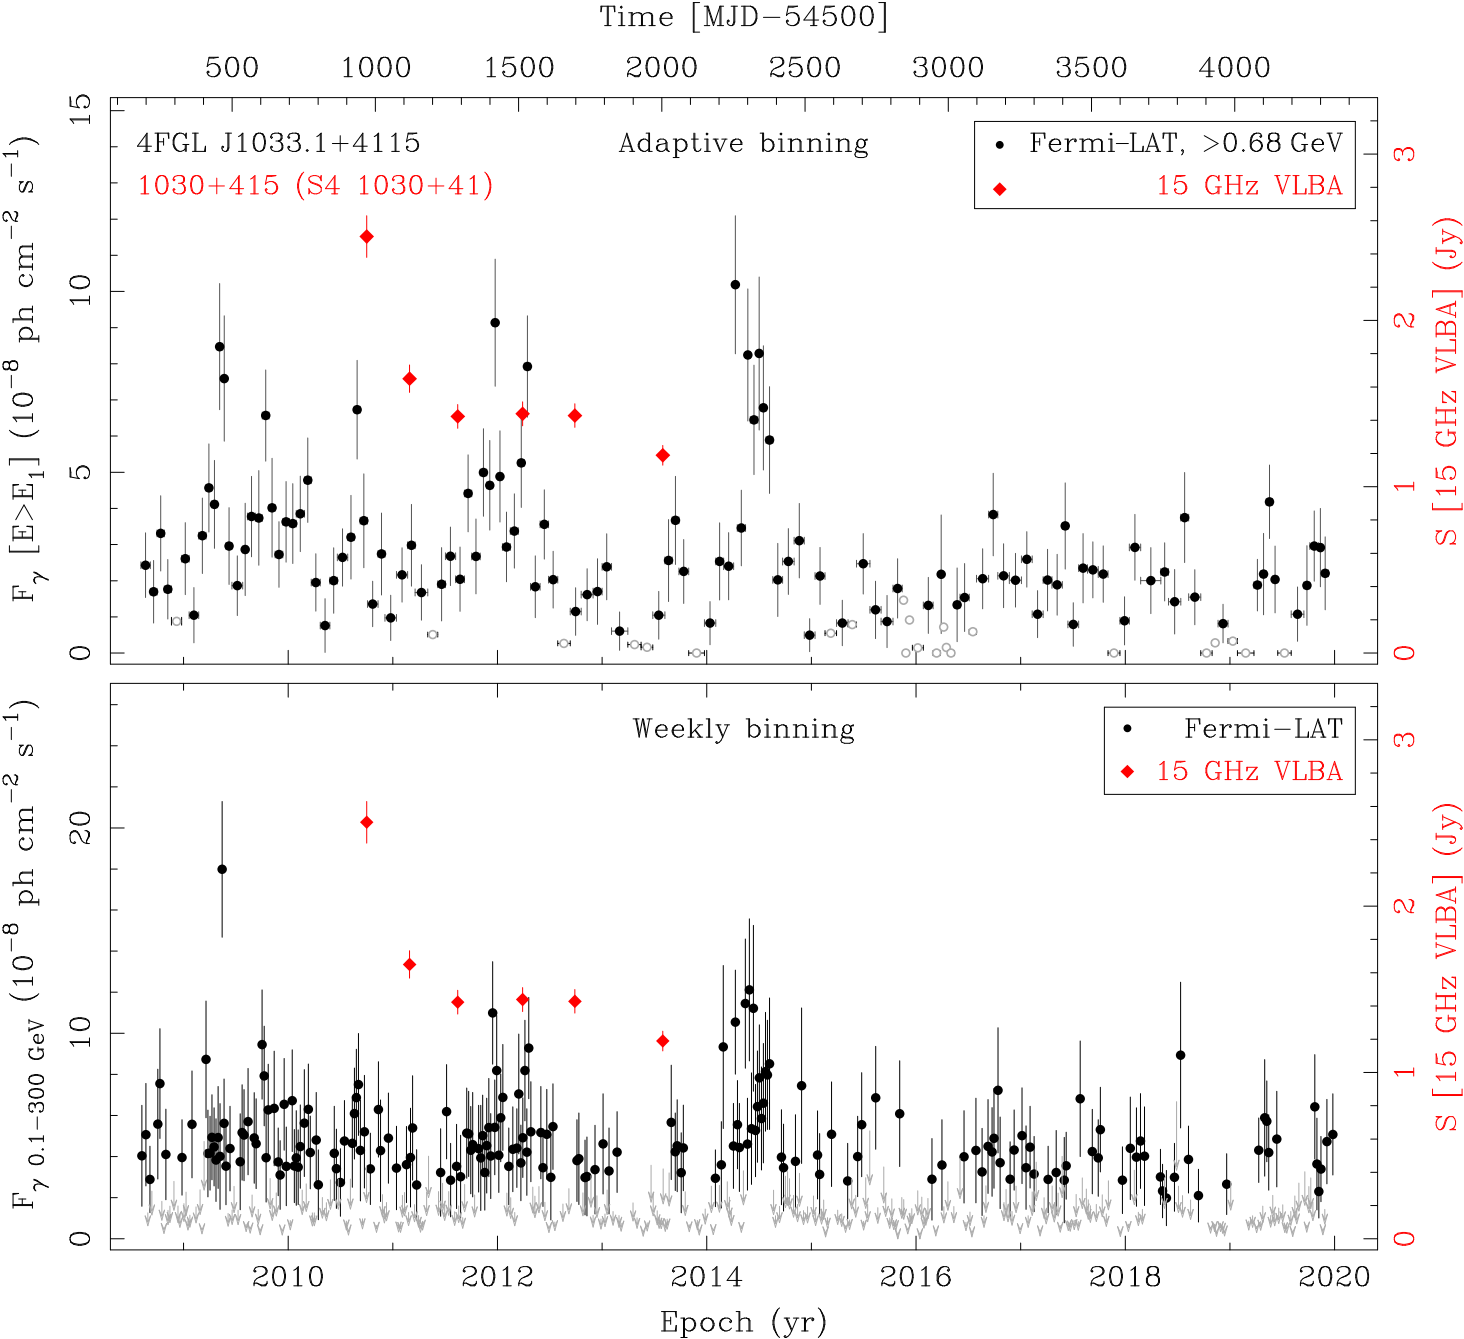 Time [MJD−54500]
500 1000 1500 2000 2500 3000 3500 4000
4FGL J1033.1+4115
1030+415 (S4 1030+41)
Adaptive binning
Fermi−LAT, >0.68 GeV
15 GHz VLBA
15
10
5
0
F_γ [E>E_1] (10^−8 ph cm^−2 s^−1)
3
2
1
0
S [15 GHz VLBA] (Jy)
Weekly binning
Fermi−LAT
15 GHz VLBA
20
10
0
F_γ 0.1−300 GeV (10^−8 ph cm^−2 s^−1)
3
2
1
0
S [15 GHz VLBA] (Jy)
2010 2012 2014 2016 2018 2020
Epoch (yr)